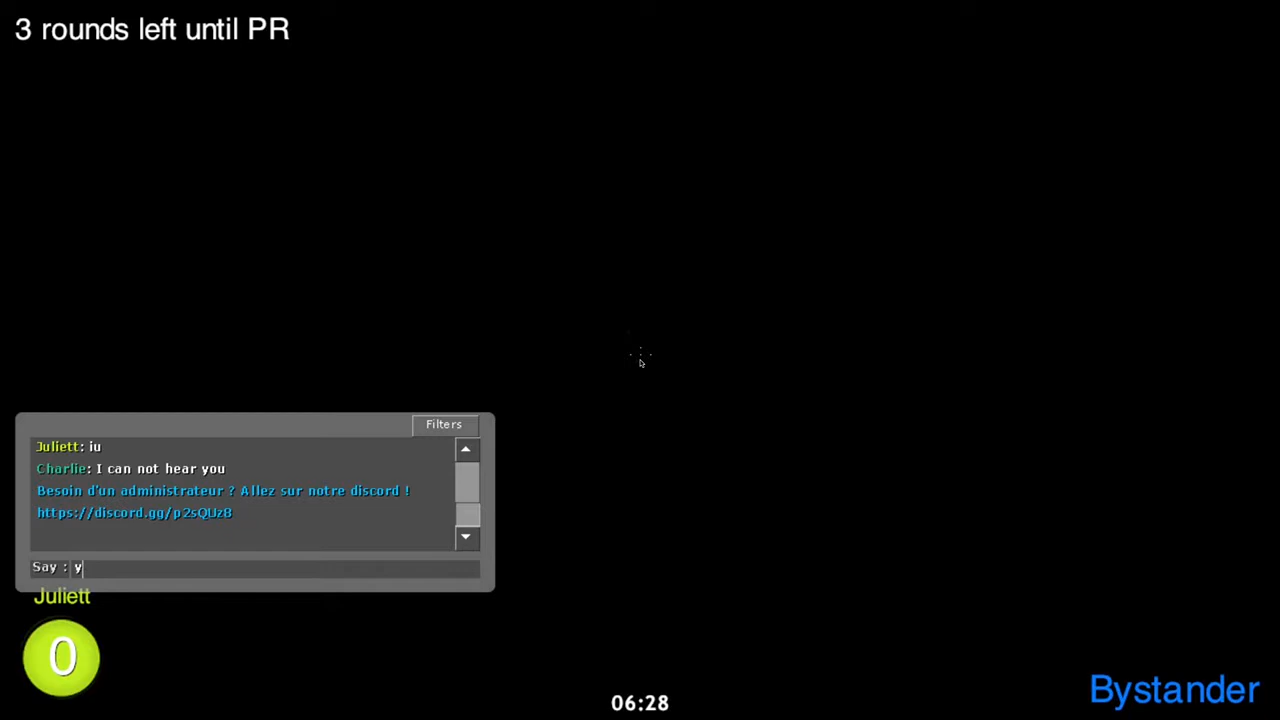 3 rounds left until PR
Filters
Juliett: iu
Charlie: I can not hear you
Besoin d'un administrateur ? Allez sur notre discord !
https://discord.gg/p2sQUz8
Say : y
Juliett
0
06:28
Bystander